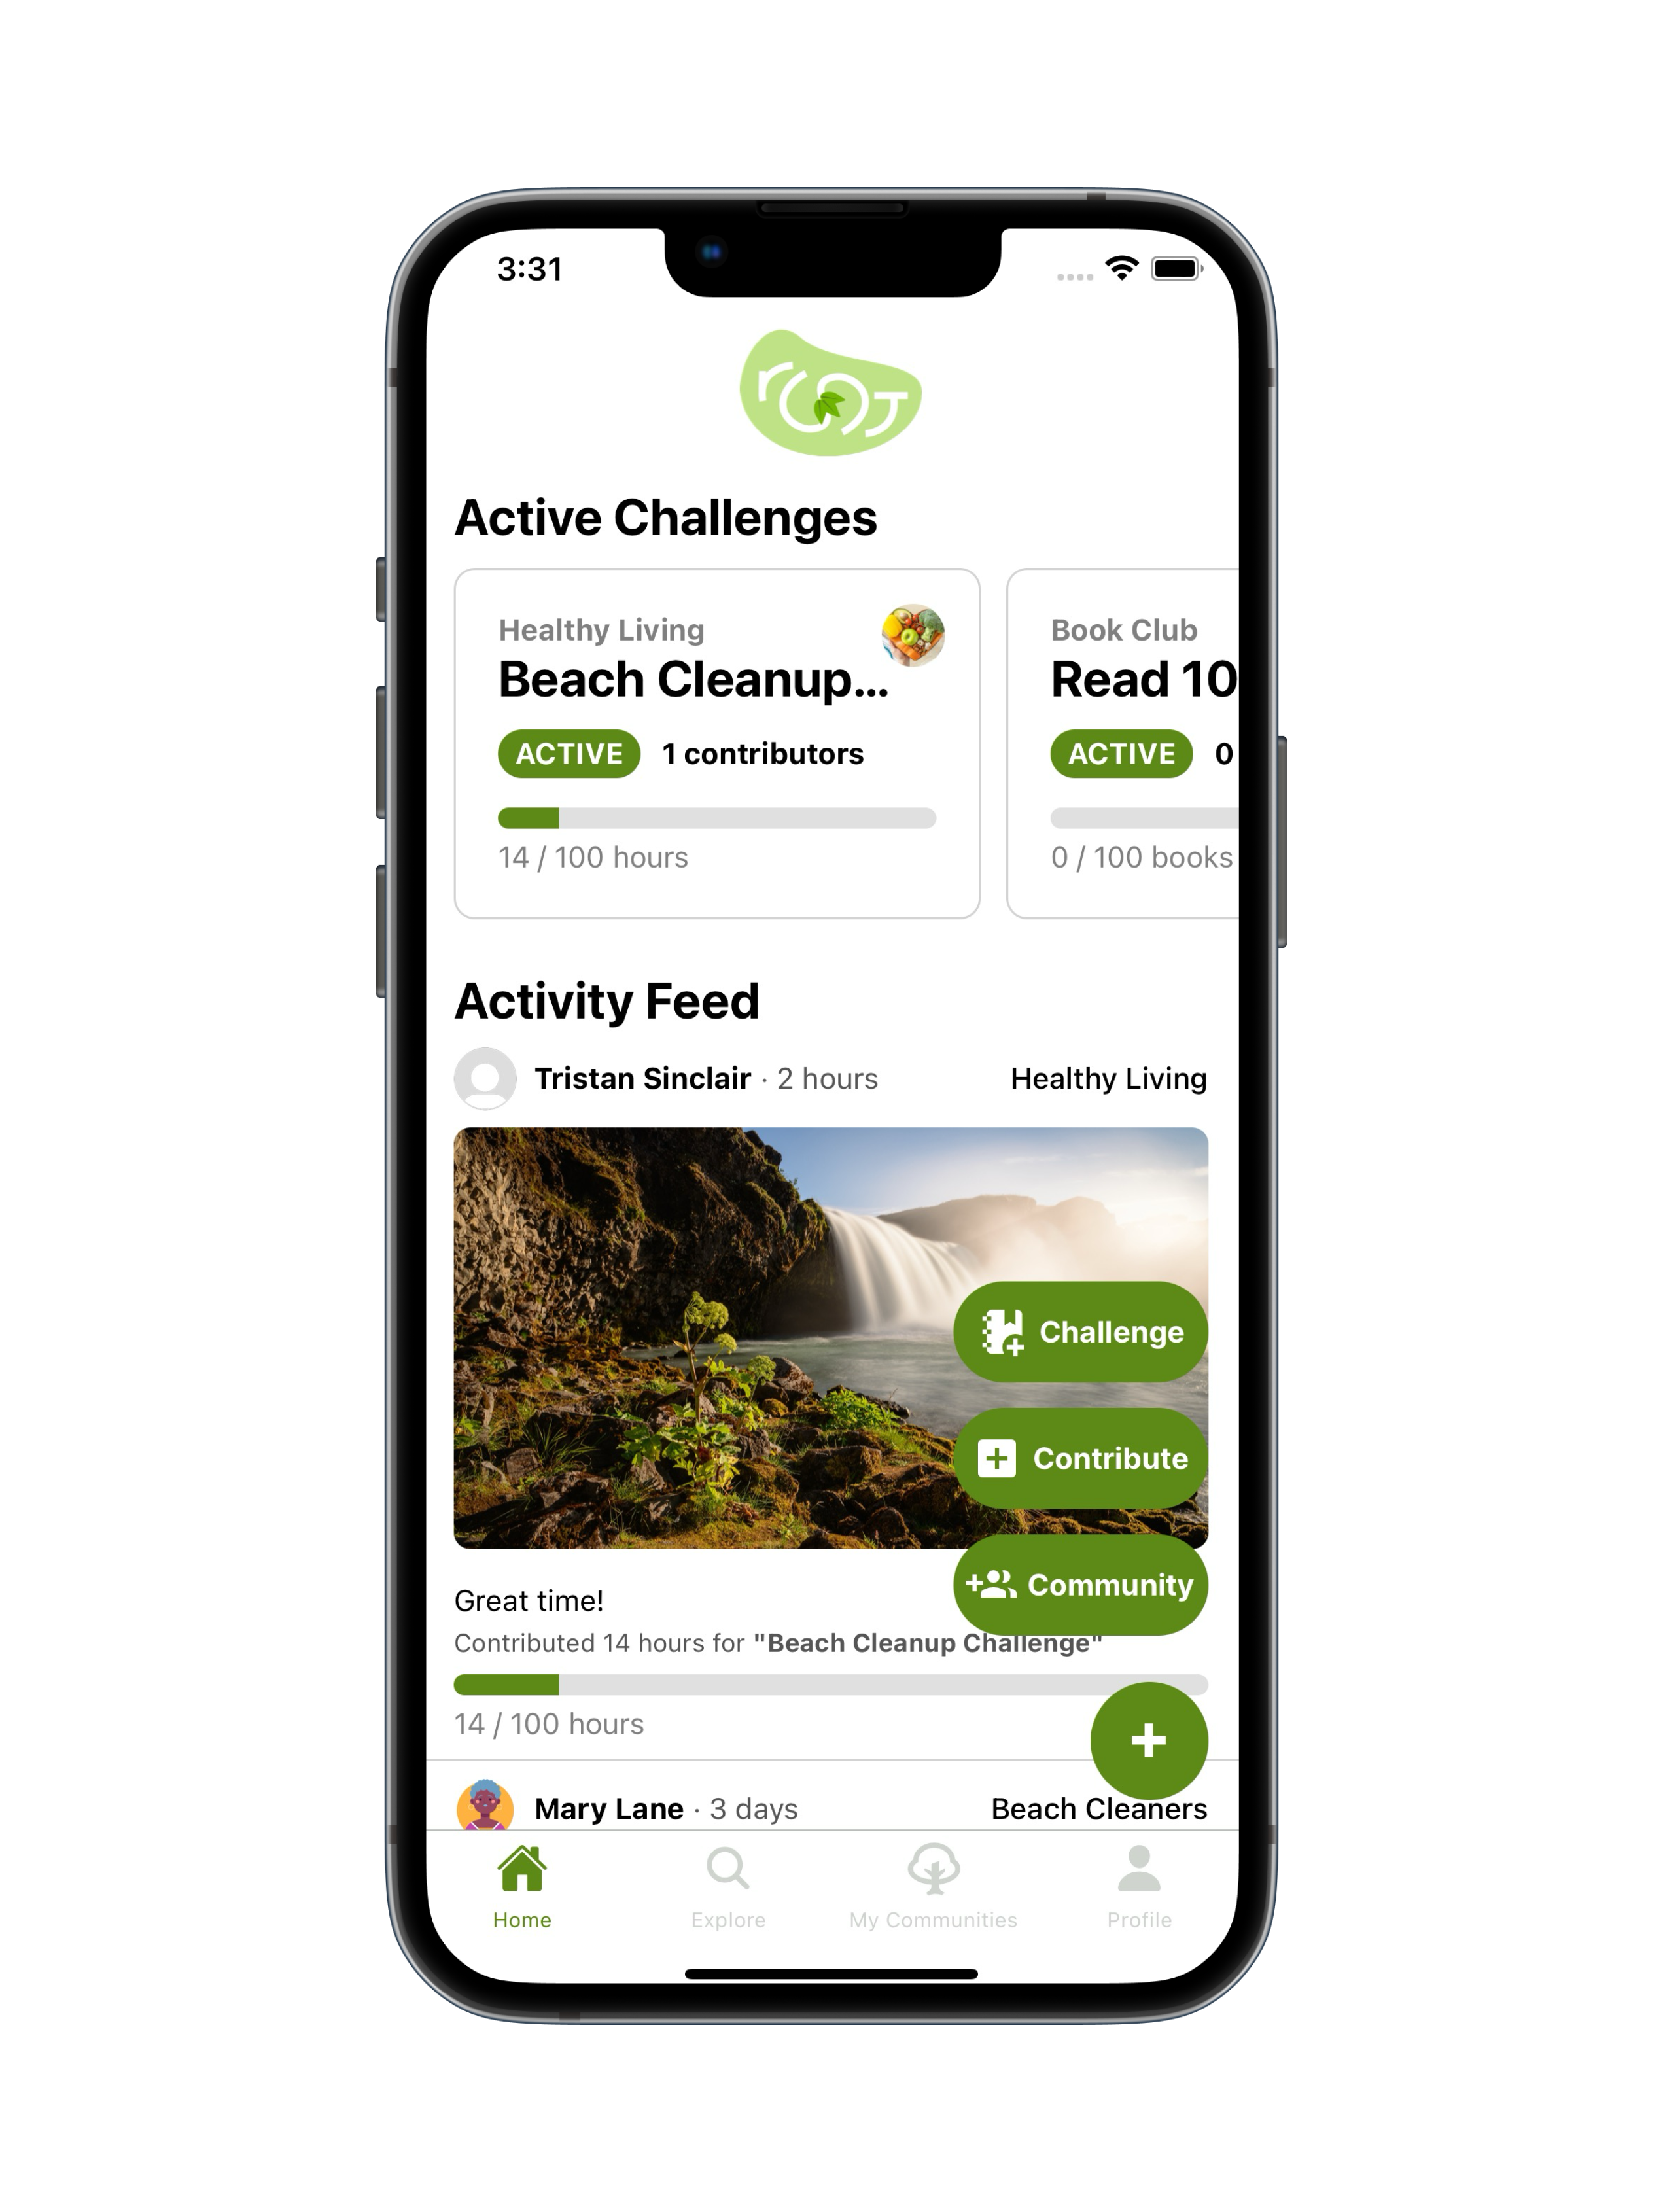 3:31
root
Active Challenges
Healthy Living
Beach Cleanup...
ACTIVE 1 contributors
14 / 100 hours
Book Club
Read 10
ACTIVE 0
0 / 100 books
Activity Feed
Tristan Sinclair · 2 hours Healthy Living
Challenge
Contribute
Community
Great time!
Contributed 14 hours for "Beach Cleanup Challenge"
14 / 100 hours
Mary Lane · 3 days Beach Cleaners
Home Explore My Communities Profile